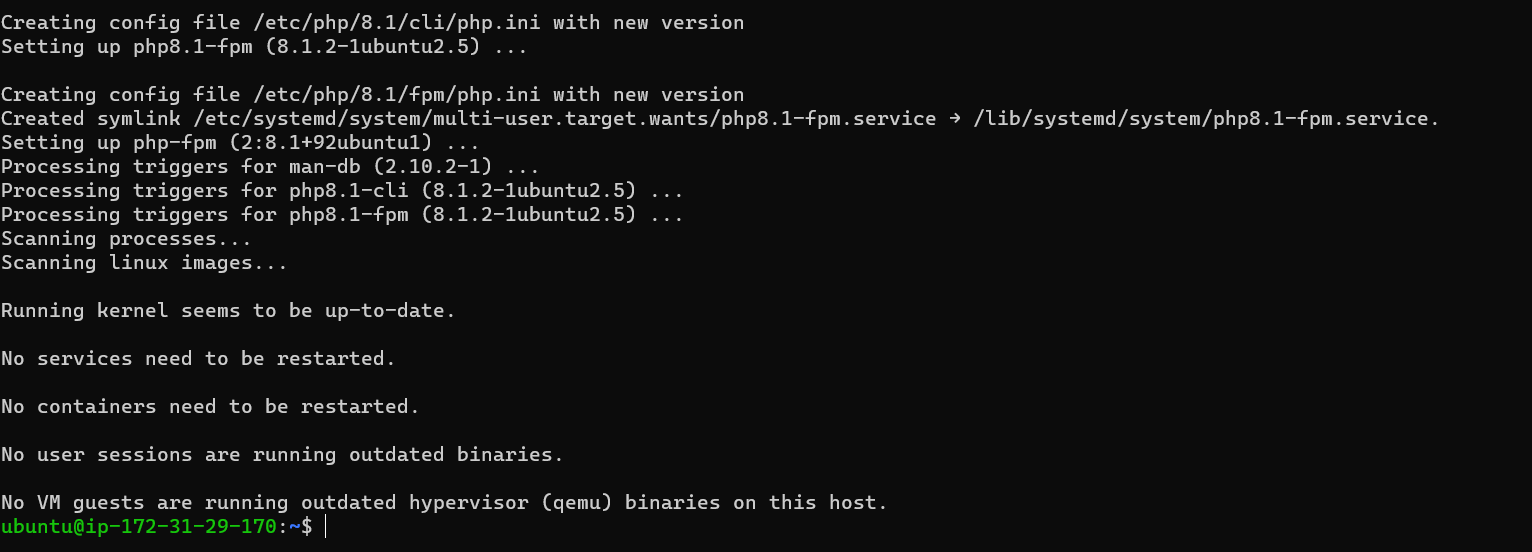 Creating config file /etc/php/8.1/cli/php.ini with new version
Setting up php8.1-fpm (8.1.2-1ubuntu2.5) ...
Creating config file /etc/php/8.1/fpm/php.ini with new version
Created symlink /etc/systemd/system/multi-user.target.wants/php8.1-fpm.service → /lib/systemd/system/php8.1-fpm.service.
Setting up php-fpm (2:8.1+92ubuntu1) ...
Processing triggers for man-db (2.10.2-1) ...
Processing triggers for php8.1-cli (8.1.2-1ubuntu2.5) ...
Processing triggers for php8.1-fpm (8.1.2-1ubuntu2.5) ...
Scanning processes...
Scanning linux images...
Running kernel seems to be up-to-date.
No services need to be restarted.
No containers need to be restarted.
No user sessions are running outdated binaries.
No VM guests are running outdated hypervisor (qemu) binaries on this host.
ubuntu@ip-172-31-29-170:~$